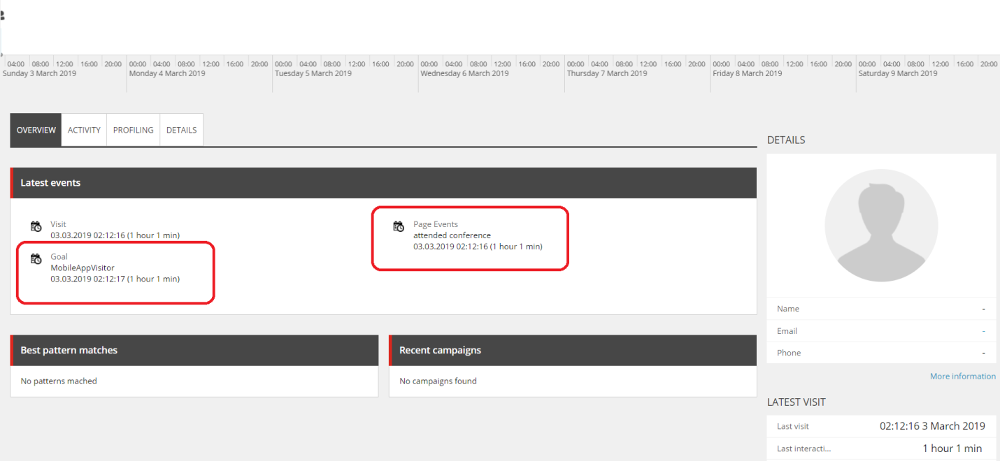 04:00 08:00 12:00 16:00 20:00 00:00 04:00 08:00 12:00 16:00 20:00 00:00 04:00 08:00 12:00 16:00 20:00 00:00 04:00 08:00 12:00 16:00 20:00 00:00 04:00 08:00 12:00 16:00 20:00 00:00 04:00 08:00 12:00 16:00 20:00 00:00 04:00 08:00 12:00 16:00 20:00
Sunday 3 March 2019 Monday 4 March 2019 Tuesday 5 March 2019 Wednesday 6 March 2019 Thursday 7 March 2019 Friday 8 March 2019 Saturday 9 March 2019
OVERVIEW ACTIVITY PROFILING DETAILS
Latest events
Visit
03.03.2019 02:12:16 (1 hour 1 min)
Goal
MobileAppVisitor
03.03.2019 02:12:17 (1 hour 1 min)
Page Events
attended conference
03.03.2019 02:12:16 (1 hour 1 min)
Best pattern matches
No patterns mached
Recent campaigns
No campaigns found
DETAILS
Name -
Email -
Phone -
More information
LATEST VISIT
Last visit 02:12:16 3 March 2019
Last interacti... 1 hour 1 min